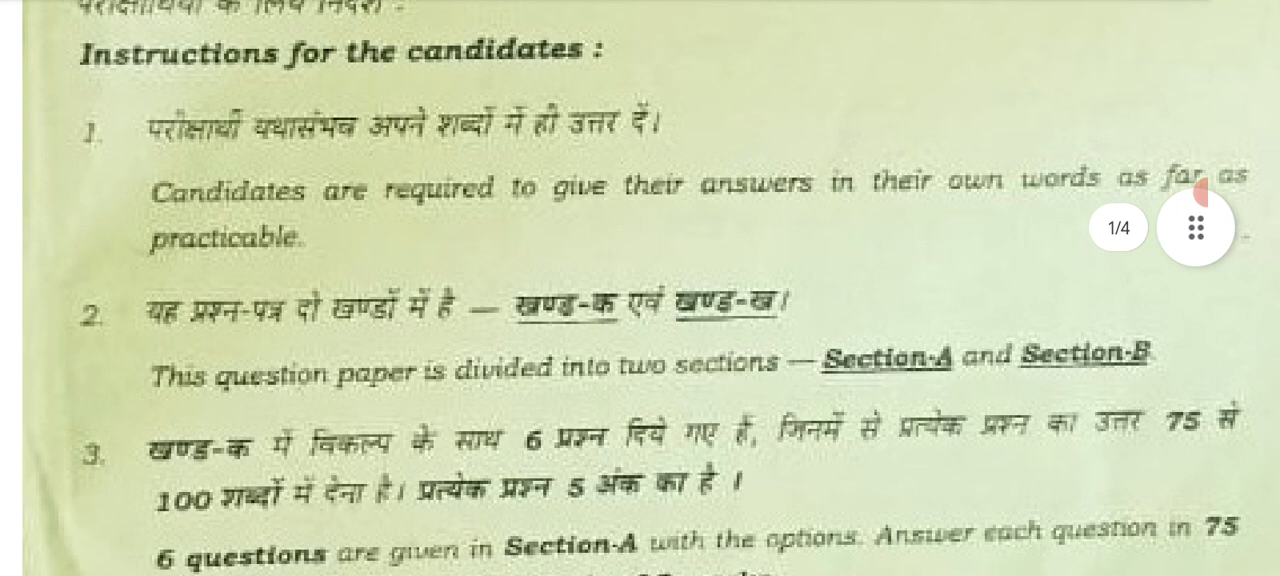 परीक्षार्थियों के लिये निर्देश :
Instructions for the candidates :
1. परीक्षार्थी यथासंभव अपने शब्दों में ही उत्तर दें।
Candidates are required to give their answers in their own words as far as
practicable.
1/4
2. यह प्रश्न-पत्र दो खण्डों में है — खण्ड-क एवं खण्ड-ख।
This question paper is divided into two sections — Section-A and Section-B.
3. खण्ड-क में विकल्प के साथ 6 प्रश्न दिये गए हैं, जिनमें से प्रत्येक प्रश्न का उत्तर 75 से
100 शब्दों में देना है। प्रत्येक प्रश्न 5 अंक का है ।
6 questions are given in Section-A with the options. Answer each question in 75